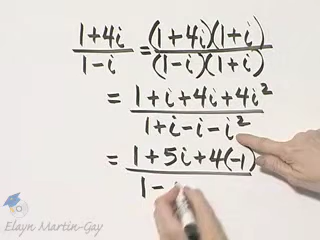 (1+4i)/(1-i) = (1+4i)(1+i)/(1-i)(1+i)
= (1+i+4i+4i²)/(1+i-i-i²)
= (1+5i+4(-1))/(1-
Elayn Martin-Gay